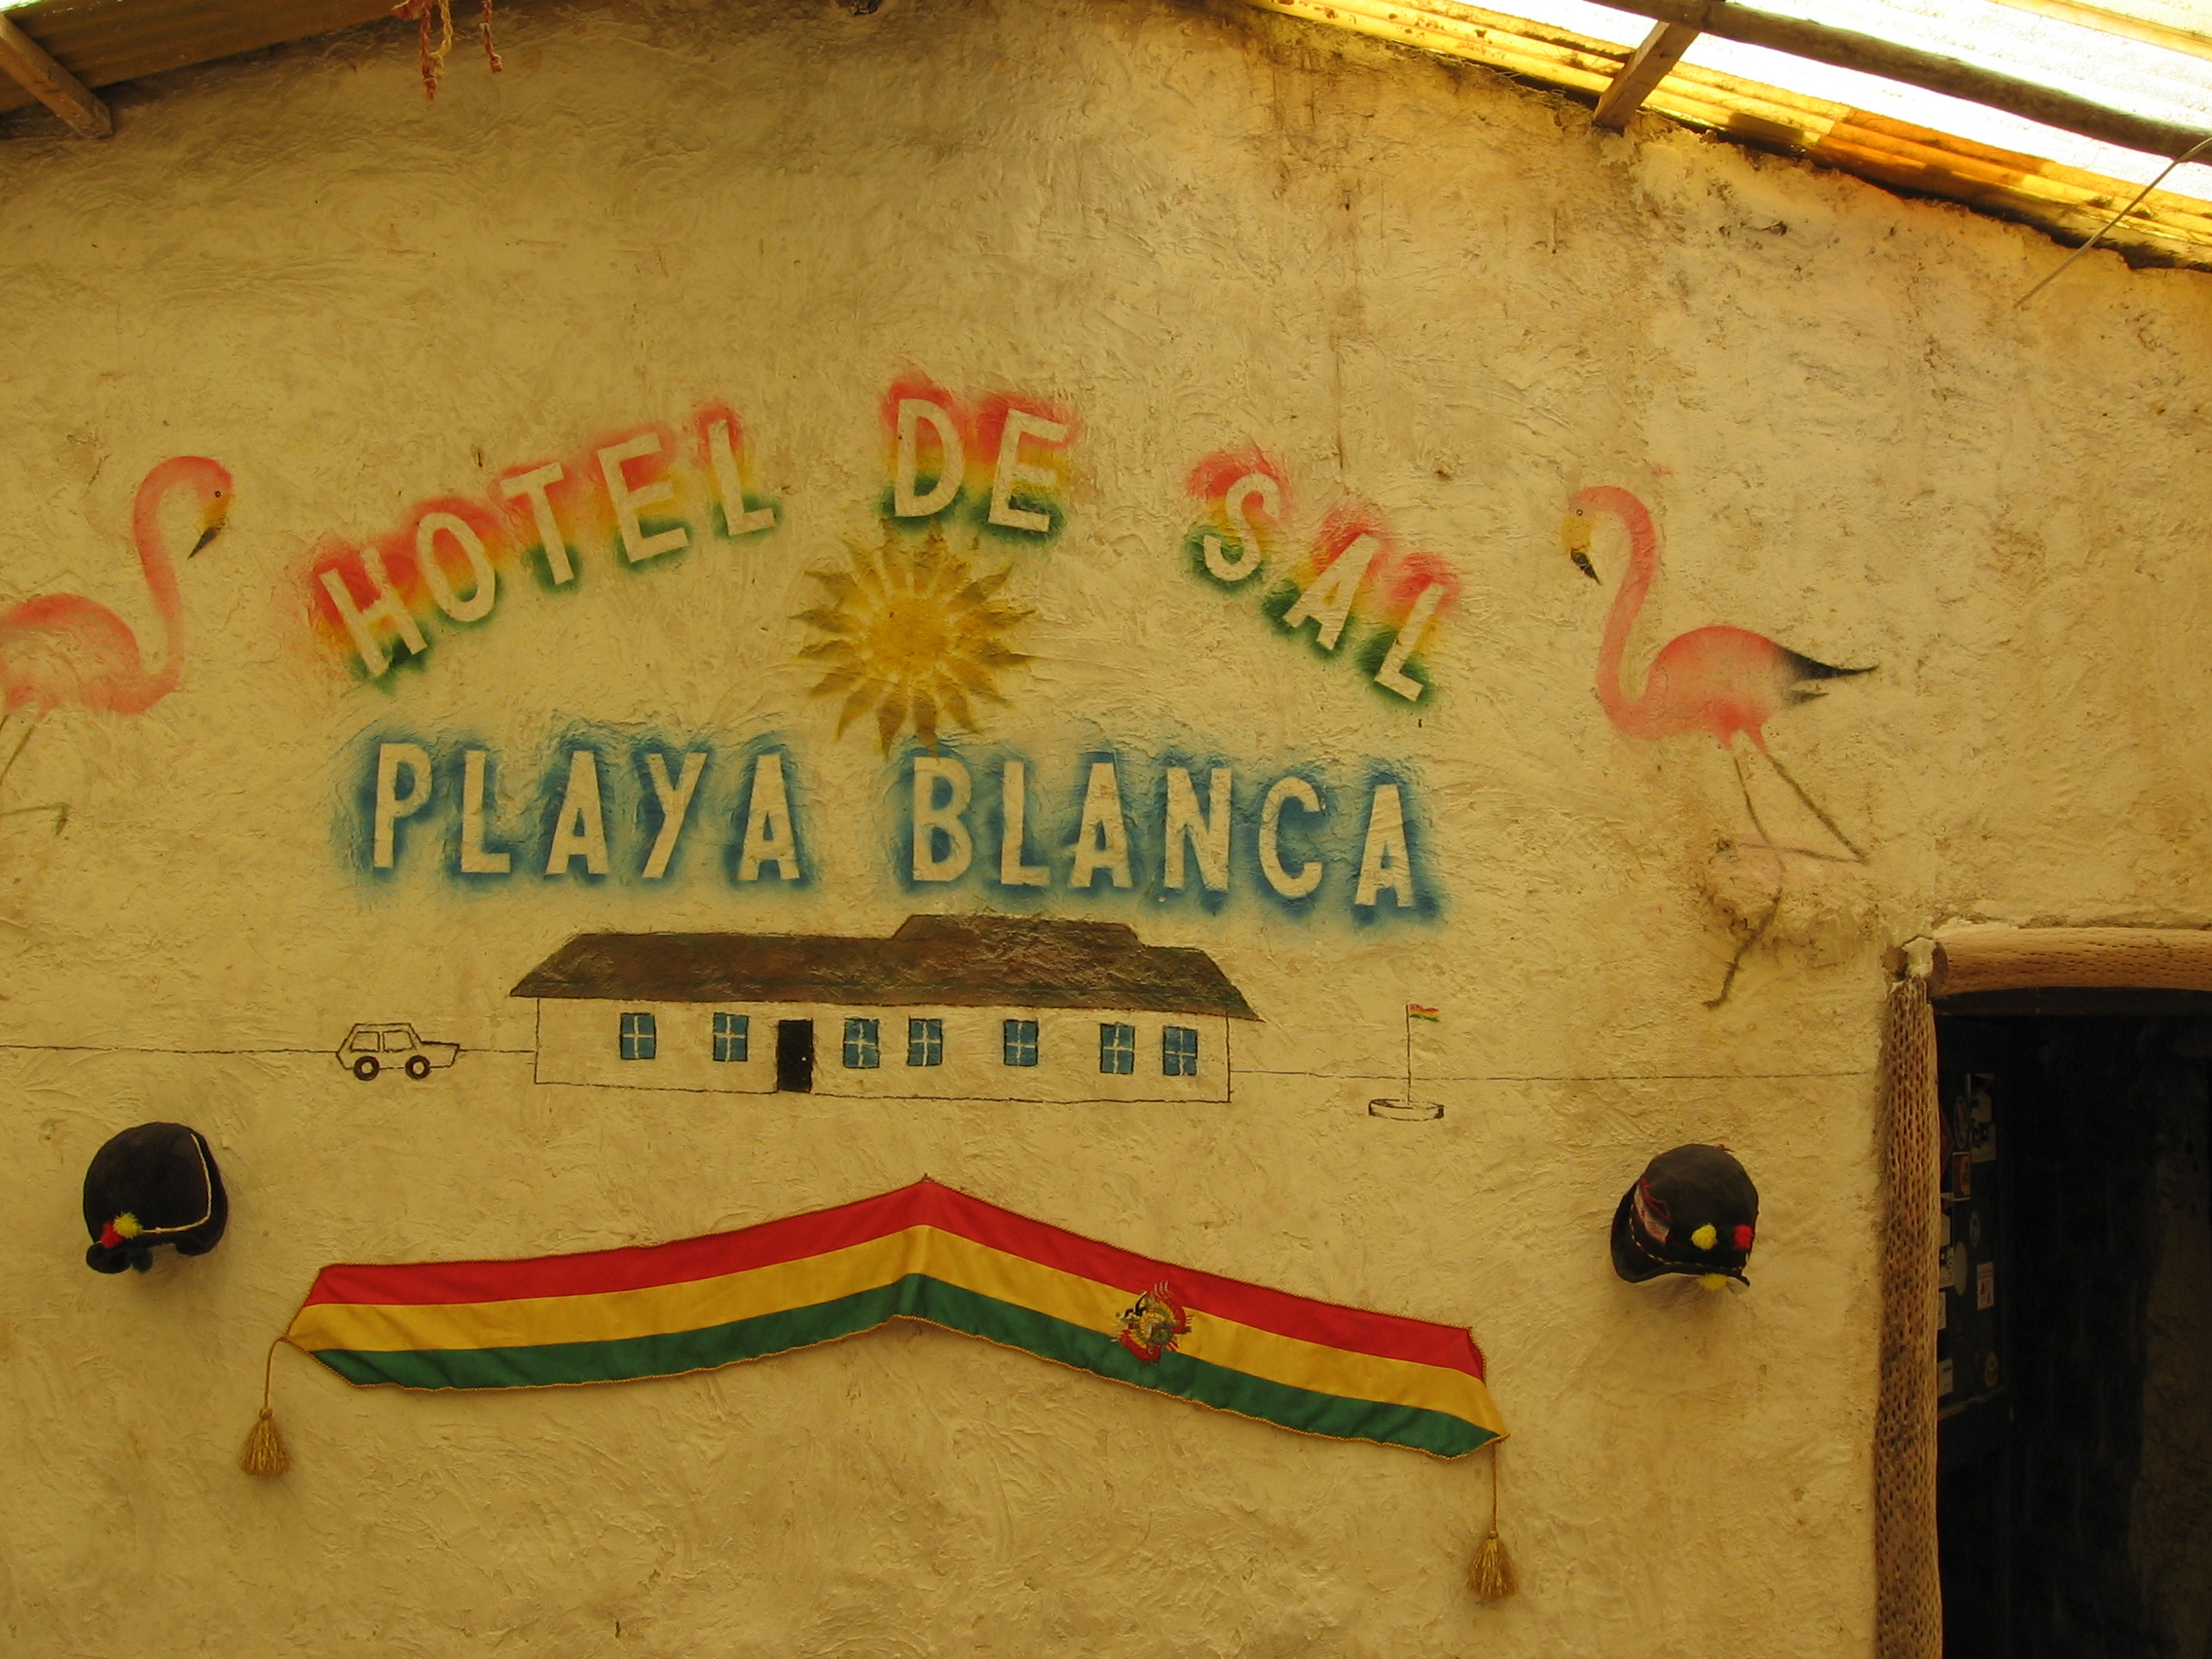 HOTEL DE SAL
PLAYA BLANCA